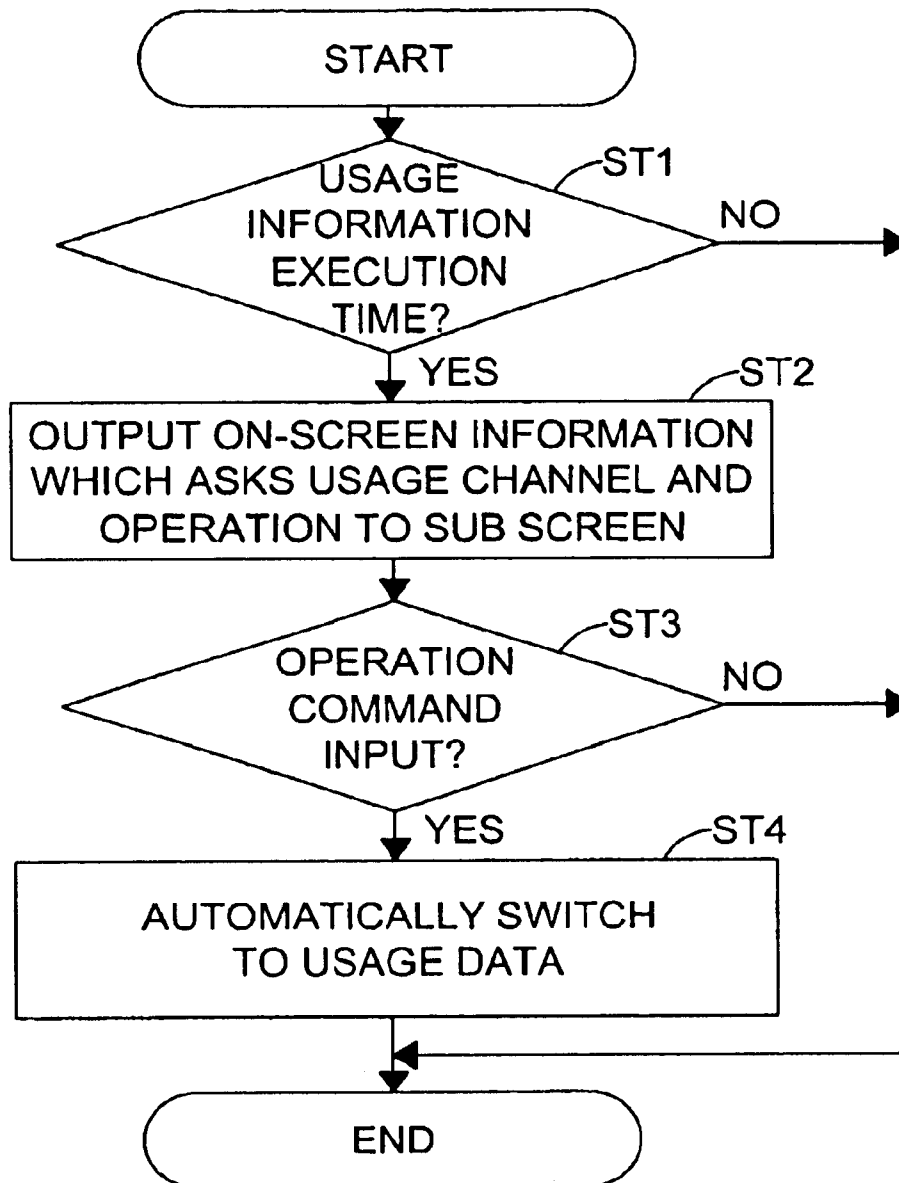 START
ST1
USAGE
INFORMATION
EXECUTION
TIME?
NO
YES
ST2
OUTPUT ON-SCREEN INFORMATION
WHICH ASKS USAGE CHANNEL AND
OPERATION TO SUB SCREEN
ST3
OPERATION
COMMAND
INPUT?
NO
YES
ST4
AUTOMATICALLY SWITCH
TO USAGE DATA
END